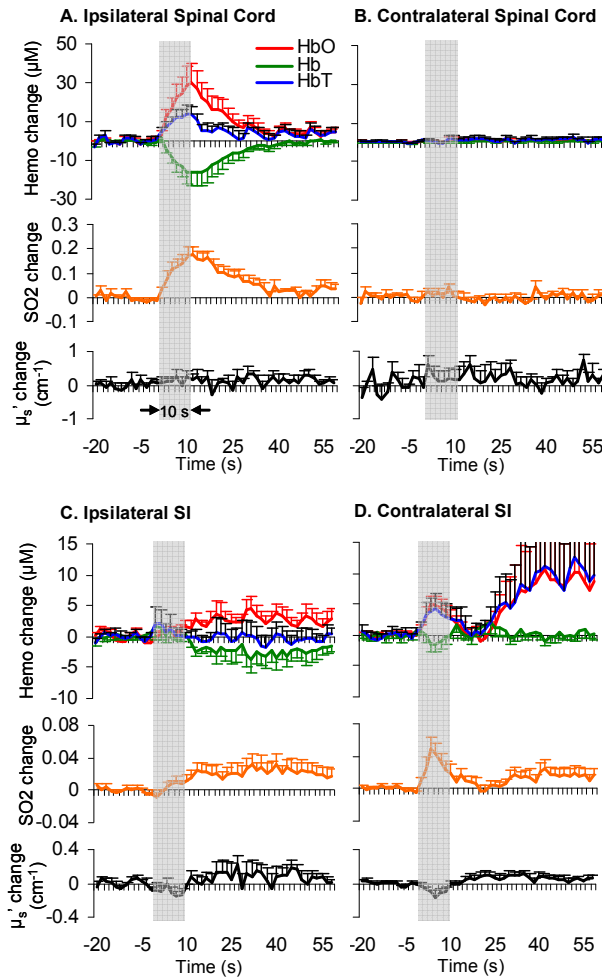 A. Ipsilateral Spinal Cord B. Contralateral Spinal Cord
HbO
Hb
HbT
Hemo change (µM)
50
30
10
-10
-30
SO2 change
0.3
0.2
0.1
0
-0.1
µs' change (cm-1)
1
0
-1
10 s
-20 -5 10 25 40 55 -20 -5 10 25 40 55
Time (s) Time (s)
C. Ipsilateral SI D. Contralateral SI
Hemo change (µM)
15
10
5
0
-5
-10
SO2 change
0.08
0.04
0
-0.04
µs' change (cm-1)
0.4
0
-0.4
-20 -5 10 25 40 55 -20 -5 10 25 40 55
Time (s) Time (s)